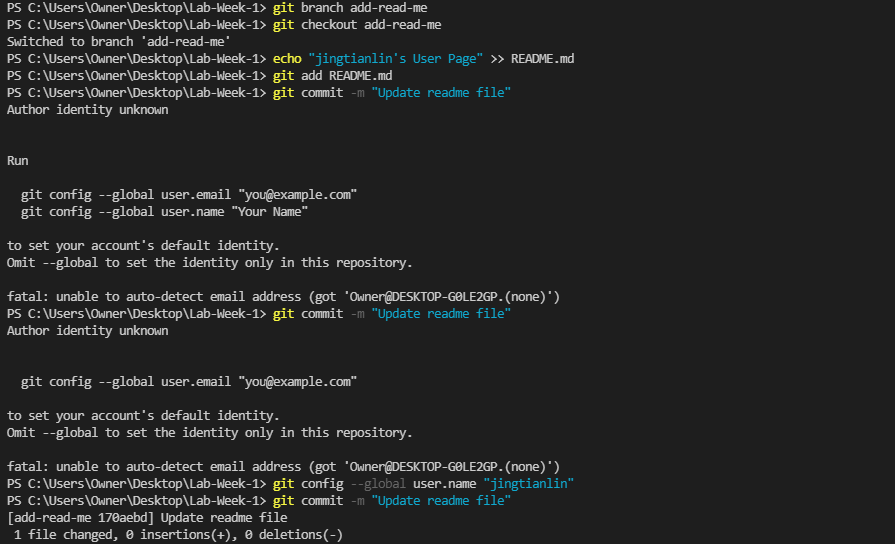 PS C:\Users\Owner\Desktop\Lab-Week-1> git branch add-read-me
PS C:\Users\Owner\Desktop\Lab-Week-1> git checkout add-read-me
Switched to branch 'add-read-me'
PS C:\Users\Owner\Desktop\Lab-Week-1> echo "jingtianlin's User Page" >> README.md
PS C:\Users\Owner\Desktop\Lab-Week-1> git add README.md
PS C:\Users\Owner\Desktop\Lab-Week-1> git commit -m "Update readme file"
Author identity unknown
Run
git config --global user.email "you@example.com"
git config --global user.name "Your Name"
to set your account's default identity.
Omit --global to set the identity only in this repository.
fatal: unable to auto-detect email address (got 'Owner@DESKTOP-G0LE2GP.(none)')
PS C:\Users\Owner\Desktop\Lab-Week-1> git commit -m "Update readme file"
Author identity unknown
git config --global user.email "you@example.com"
to set your account's default identity.
Omit --global to set the identity only in this repository.
fatal: unable to auto-detect email address (got 'Owner@DESKTOP-G0LE2GP.(none)')
PS C:\Users\Owner\Desktop\Lab-Week-1> git config --global user.name "jingtianlin"
PS C:\Users\Owner\Desktop\Lab-Week-1> git commit -m "Update readme file"
[add-read-me 170aebd] Update readme file
1 file changed, 0 insertions(+), 0 deletions(-)